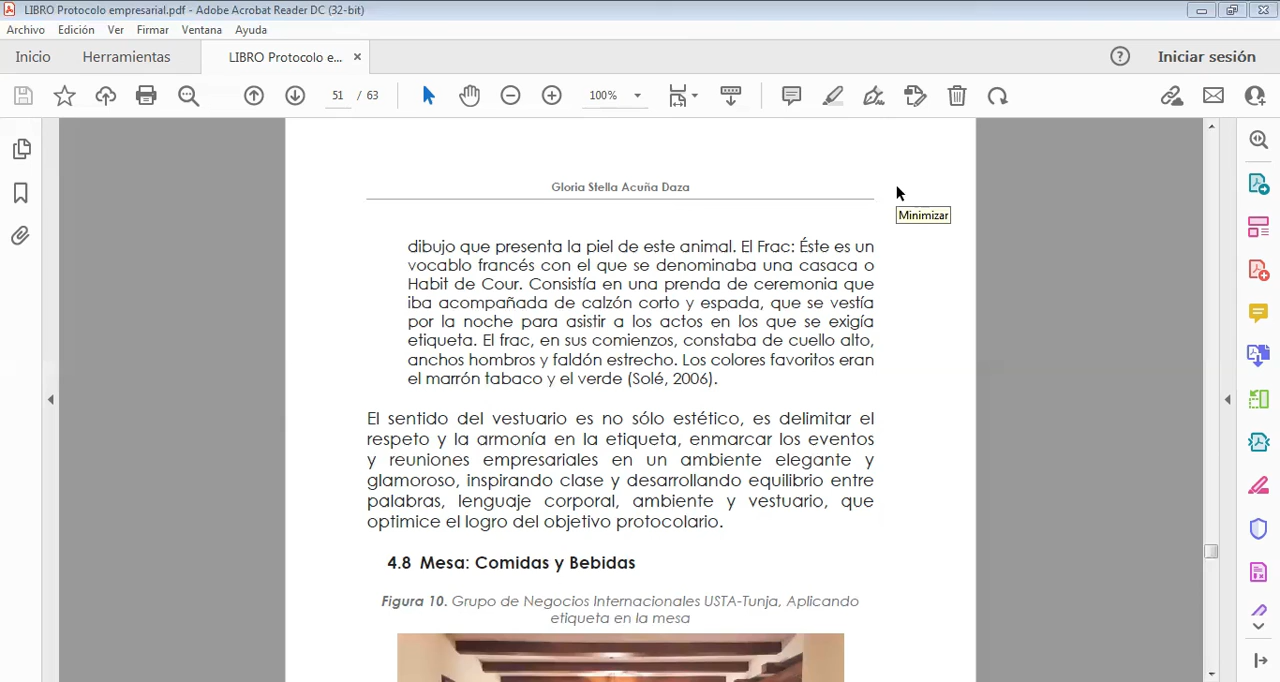 LIBRO Protocolo empresarial.pdf - Adobe Acrobat Reader DC (32-bit)
Archivo Edición Ver Firmar Ventana Ayuda
Inicio Herramientas LIBRO Protocolo e... × Iniciar sesión
51 / 63 100%
Gloria Stella Acuña Daza
Minimizar
dibujo que presenta la piel de este animal. El Frac: Éste es un
vocablo francés con el que se denominaba una casaca o
Habit de Cour. Consistía en una prenda de ceremonia que
iba acompañada de calzón corto y espada, que se vestía
por la noche para asistir a los actos en los que se exigía
etiqueta. El frac, en sus comienzos, constaba de cuello alto,
anchos hombros y faldón estrecho. Los colores favoritos eran
el marrón tabaco y el verde (Solé, 2006).
El sentido del vestuario es no sólo estético, es delimitar el
respeto y la armonía en la etiqueta, enmarcar los eventos
y reuniones empresariales en un ambiente elegante y
glamoroso, inspirando clase y desarrollando equilibrio entre
palabras, lenguaje corporal, ambiente y vestuario, que
optimice el logro del objetivo protocolario.
4.8 Mesa: Comidas y Bebidas
Figura 10. Grupo de Negocios Internacionales USTA-Tunja, Aplicando
etiqueta en la mesa